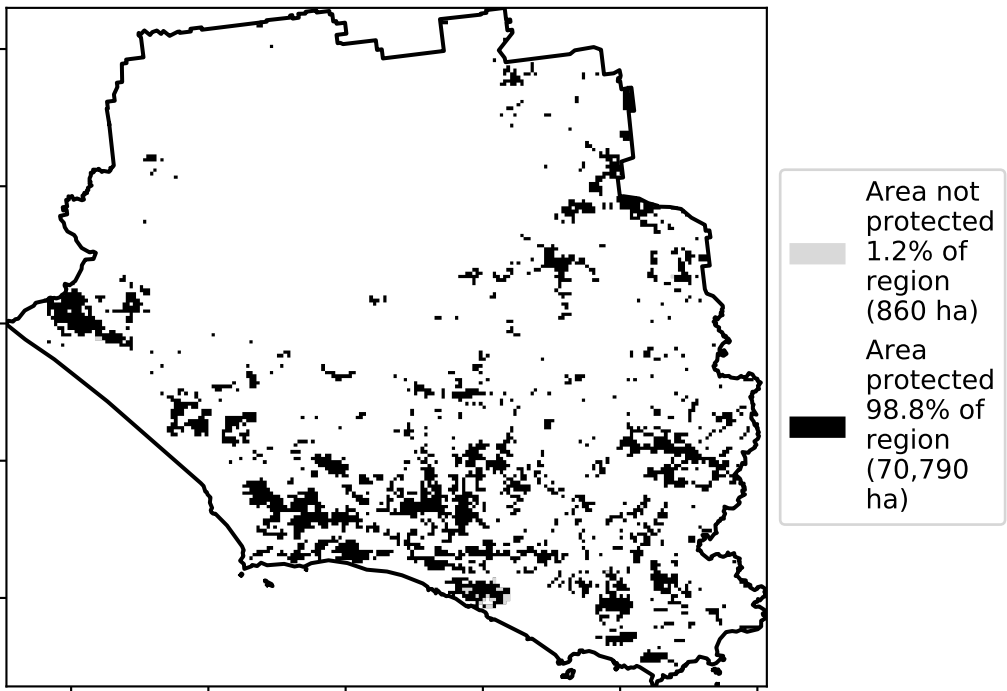 Area not
protected
1.2% of
region
(860 ha)
Area
protected
98.8% of
region
(70,790
ha)